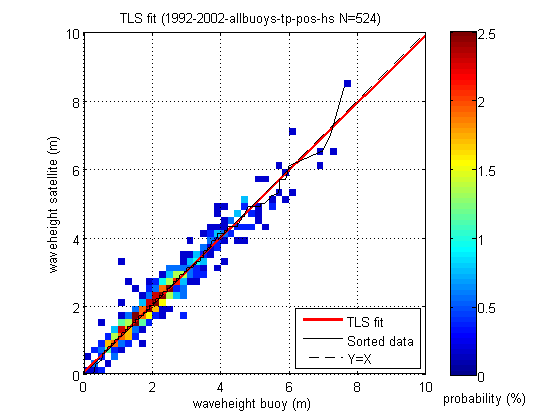 TLS fit (1992-2002-allbuoys-tp-pos-hs N=524)
10
8
6
4
2
0
waveheight satellite (m)
0 2 4 6 8 10
waveheight buoy (m)
TLS fit
Sorted data
Y=X
2.5
2
1.5
1
0.5
0
probability (%)